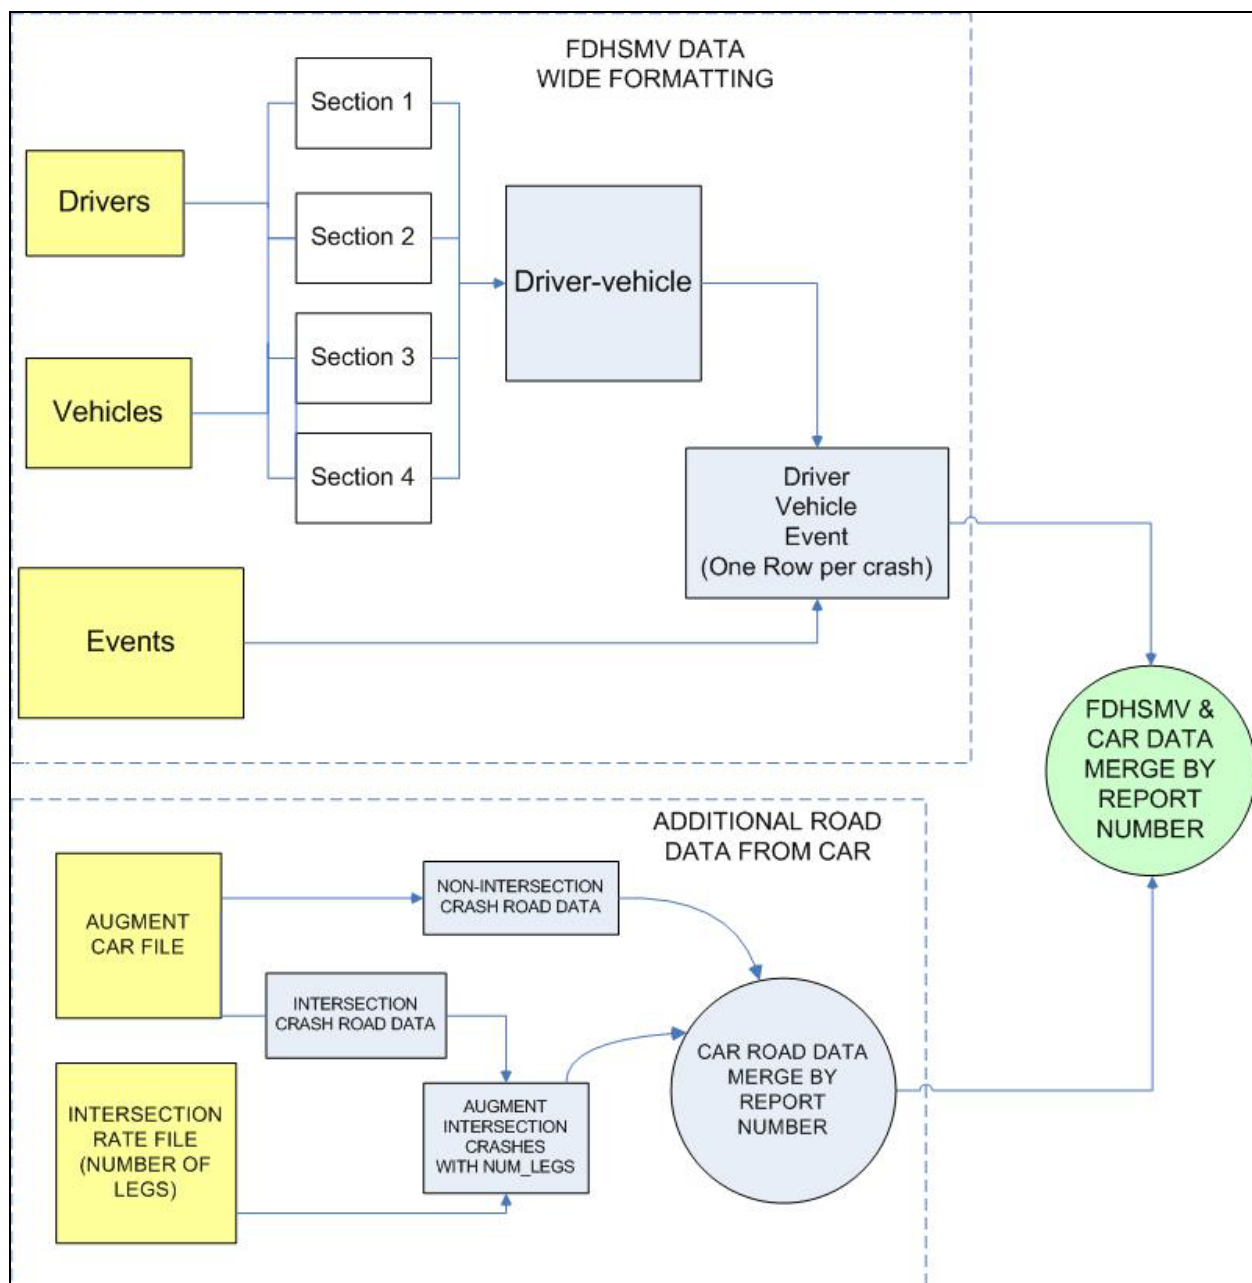 FDHSMV DATA
WIDE FORMATTING
Section 1
Drivers
Section 2
Driver-vehicle
Section 3
Vehicles
Section 4
Driver
Vehicle
Event
(One Row per crash)
Events
FDHSMV &
CAR DATA
MERGE BY
REPORT
NUMBER
ADDITIONAL ROAD
DATA FROM CAR
AUGMENT
CAR FILE
NON-INTERSECTION
CRASH ROAD DATA
INTERSECTION
CRASH ROAD DATA
CAR ROAD DATA
MERGE BY
REPORT
NUMBER
INTERSECTION
RATE FILE
(NUMBER OF
LEGS)
AUGMENT
INTERSECTION
CRASHES
WITH NUM_LEGS